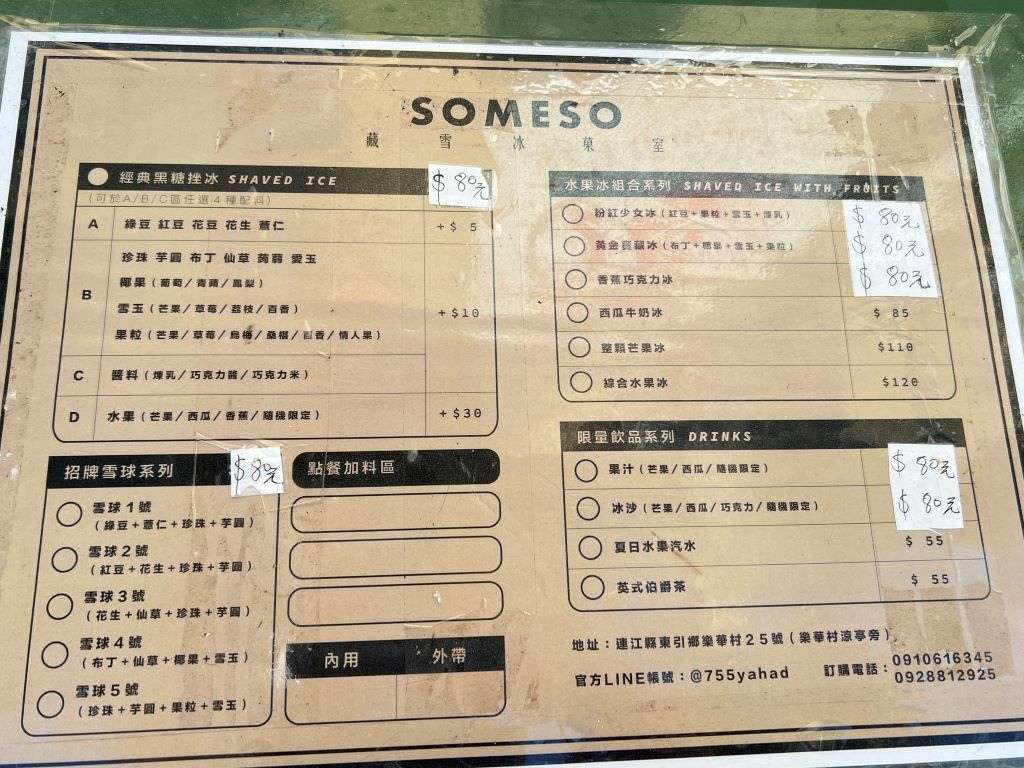 SOMESO
藏雪冰菓室
經典黑糖挫冰 SHAVED ICE $80元
(可於A/B/C區任選4種配料)
A 綠豆 紅豆 花豆 花生 薏仁 +$ 5
B 珍珠 芋圓 布丁 仙草 蒟蒻 愛玉
椰果(葡萄/青蘋/鳳梨)
雪玉(芒果/草莓/荔枝/百香) +$10
果粒(芒果/草莓/烏梅/桑椹/百香/情人果)
C 醬料(煉乳/巧克力醬/巧克力米)
D 水果(芒果/西瓜/香蕉/隨機限定) +$30
招牌雪球系列 $80元
雪球1號
(綠豆+薏仁+珍珠+芋圓)
雪球2號
(紅豆+花生+珍珠+芋圓)
雪球3號
(花生+仙草+珍珠+芋圓)
雪球4號
(布丁+仙草+椰果+雪玉)
雪球5號
(珍珠+芋圓+果粒+雪玉)
點餐加料區
內用 外帶
水果冰組合系列 SHAVED ICE WITH FRUITS
粉紅少女冰(紅豆+果粒+雪玉+煉乳) $80元
黃金寶藏冰(布丁+椰果+雪玉+果粒) $80元
香蕉巧克力冰 $80元
西瓜牛奶冰 $ 85
整顆芒果冰 $110
綜合水果冰 $120
限量飲品系列 DRINKS
果汁(芒果/西瓜/隨機限定) $80元
冰沙(芒果/西瓜/巧克力/隨機限定) $80元
夏日水果汽水 $ 55
英式伯爵茶 $ 55
地址:連江縣東引鄉樂華村25號(樂華村涼亭旁)
官方LINE帳號:@755yahad 訂購電話:0910616345
0928812925